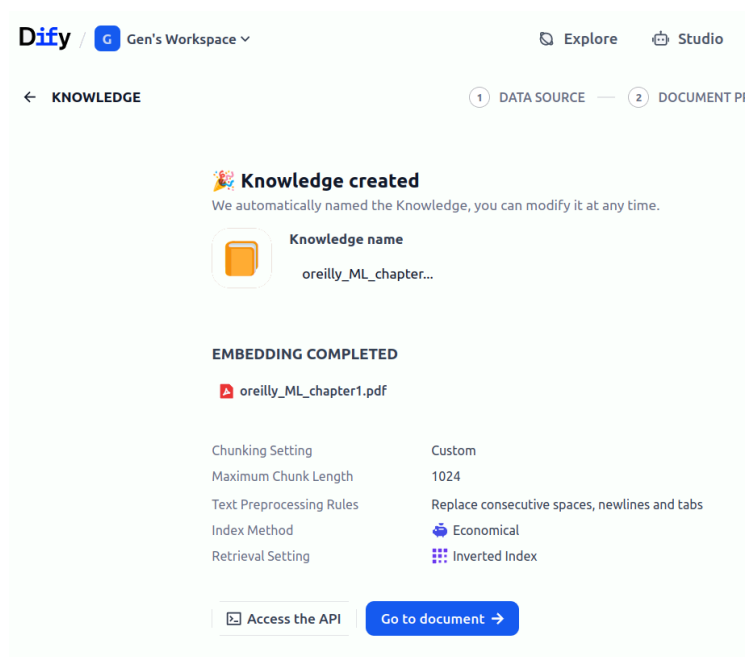 Dify / G Gen's Workspace Explore Studio
← KNOWLEDGE 1 DATA SOURCE — 2 DOCUMENT PR
🎉 Knowledge created
We automatically named the Knowledge, you can modify it at any time.
Knowledge name
oreilly_ML_chapter...
EMBEDDING COMPLETED
oreilly_ML_chapter1.pdf
Chunking Setting Custom
Maximum Chunk Length 1024
Text Preprocessing Rules Replace consecutive spaces, newlines and tabs
Index Method Economical
Retrieval Setting Inverted Index
Access the API Go to document →